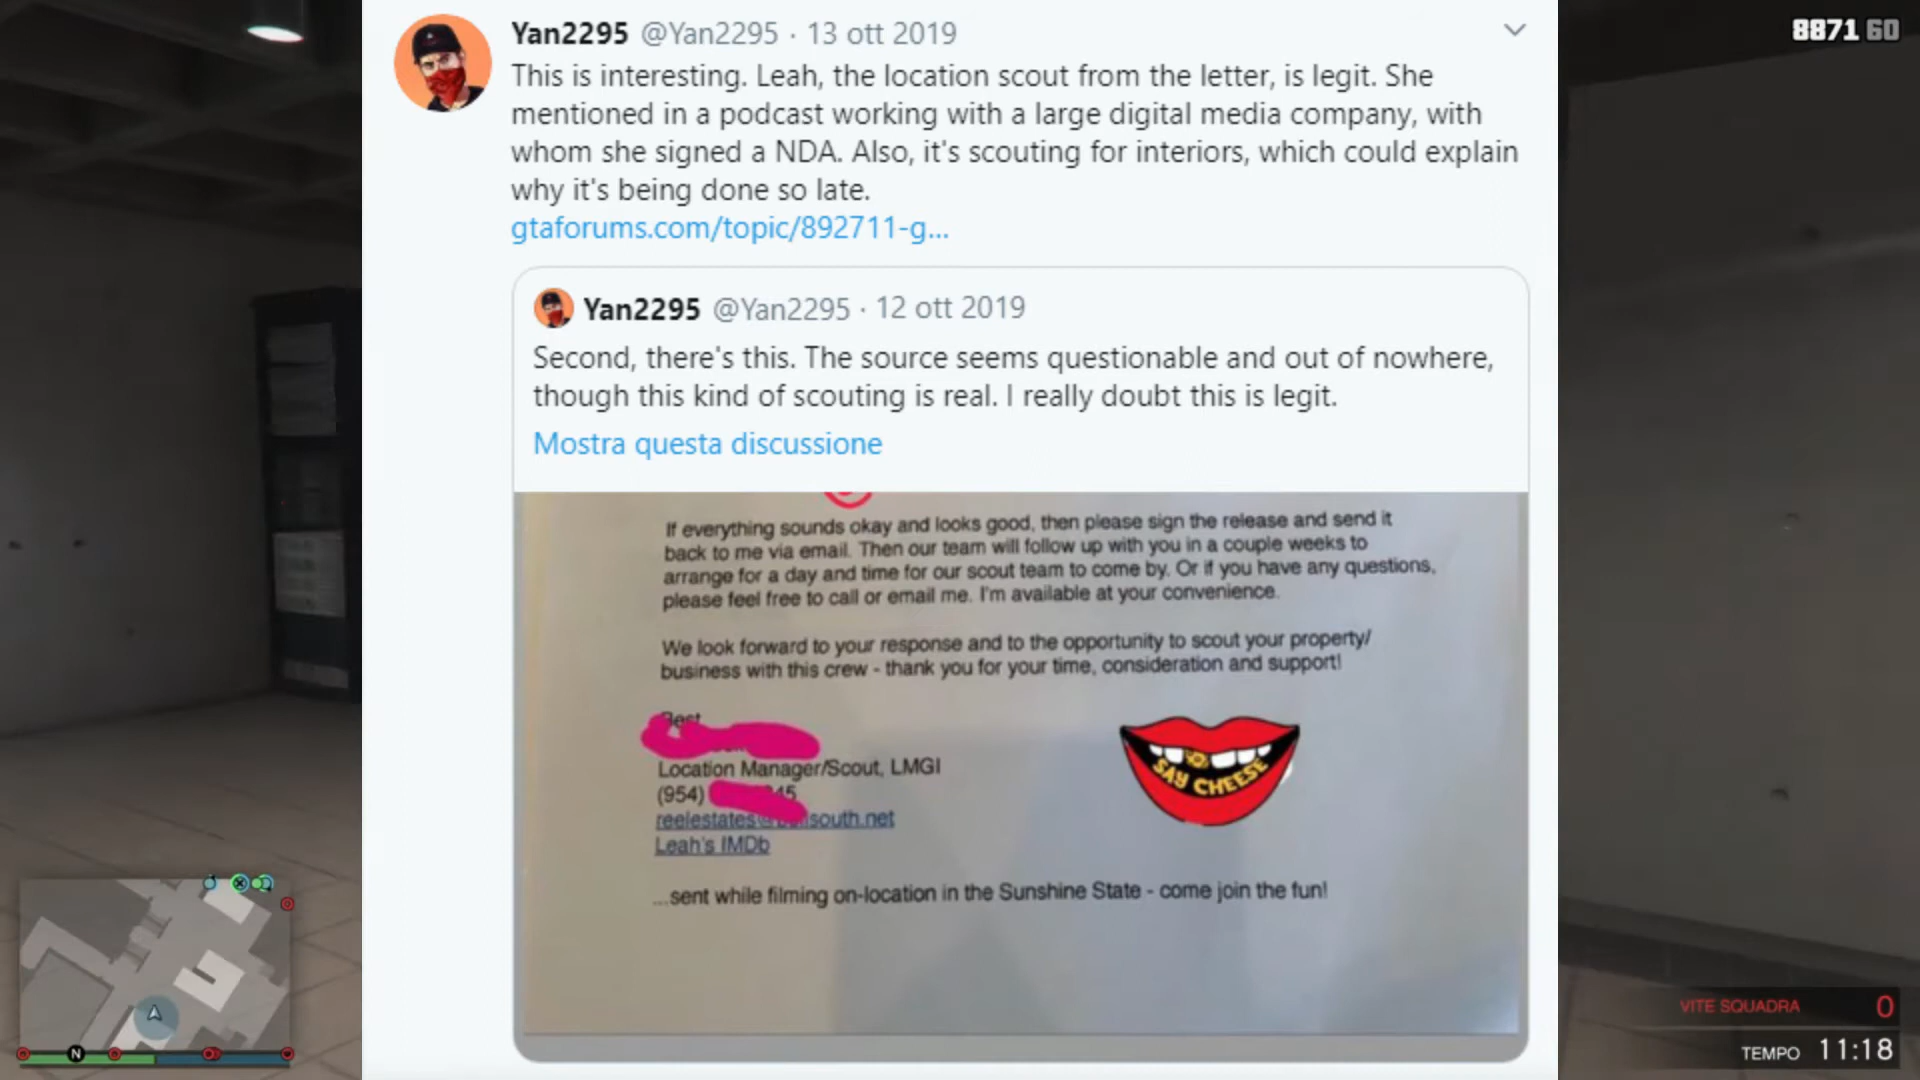 8871 60
Yan2295 @Yan2295 · 13 ott 2019
This is interesting. Leah, the location scout from the letter, is legit. She
mentioned in a podcast working with a large digital media company, with
whom she signed a NDA. Also, it's scouting for interiors, which could explain
why it's being done so late.
gtaforums.com/topic/892711-g...
Yan2295 @Yan2295 · 12 ott 2019
Second, there's this. The source seems questionable and out of nowhere,
though this kind of scouting is real. I really doubt this is legit.
Mostra questa discussione
If everything sounds okay and looks good, then please sign the release and send it
back to me via email. Then our team will follow up with you in a couple weeks to
arrange for a day and time for our scout team to come by. Or if you have any questions,
please feel free to call or email me. I'm available at your convenience.
We look forward to your response and to the opportunity to scout your property/
business with this crew - thank you for your time, consideration and support!
Best
Location Manager/Scout, LMGI
(954) 45
reelestates@ south.net
Leah's IMDb
SAY CHEESE
...sent while filming on-location in the Sunshine State - come join the fun!
N
VITE SQUADRA 0
TEMPO 11:18